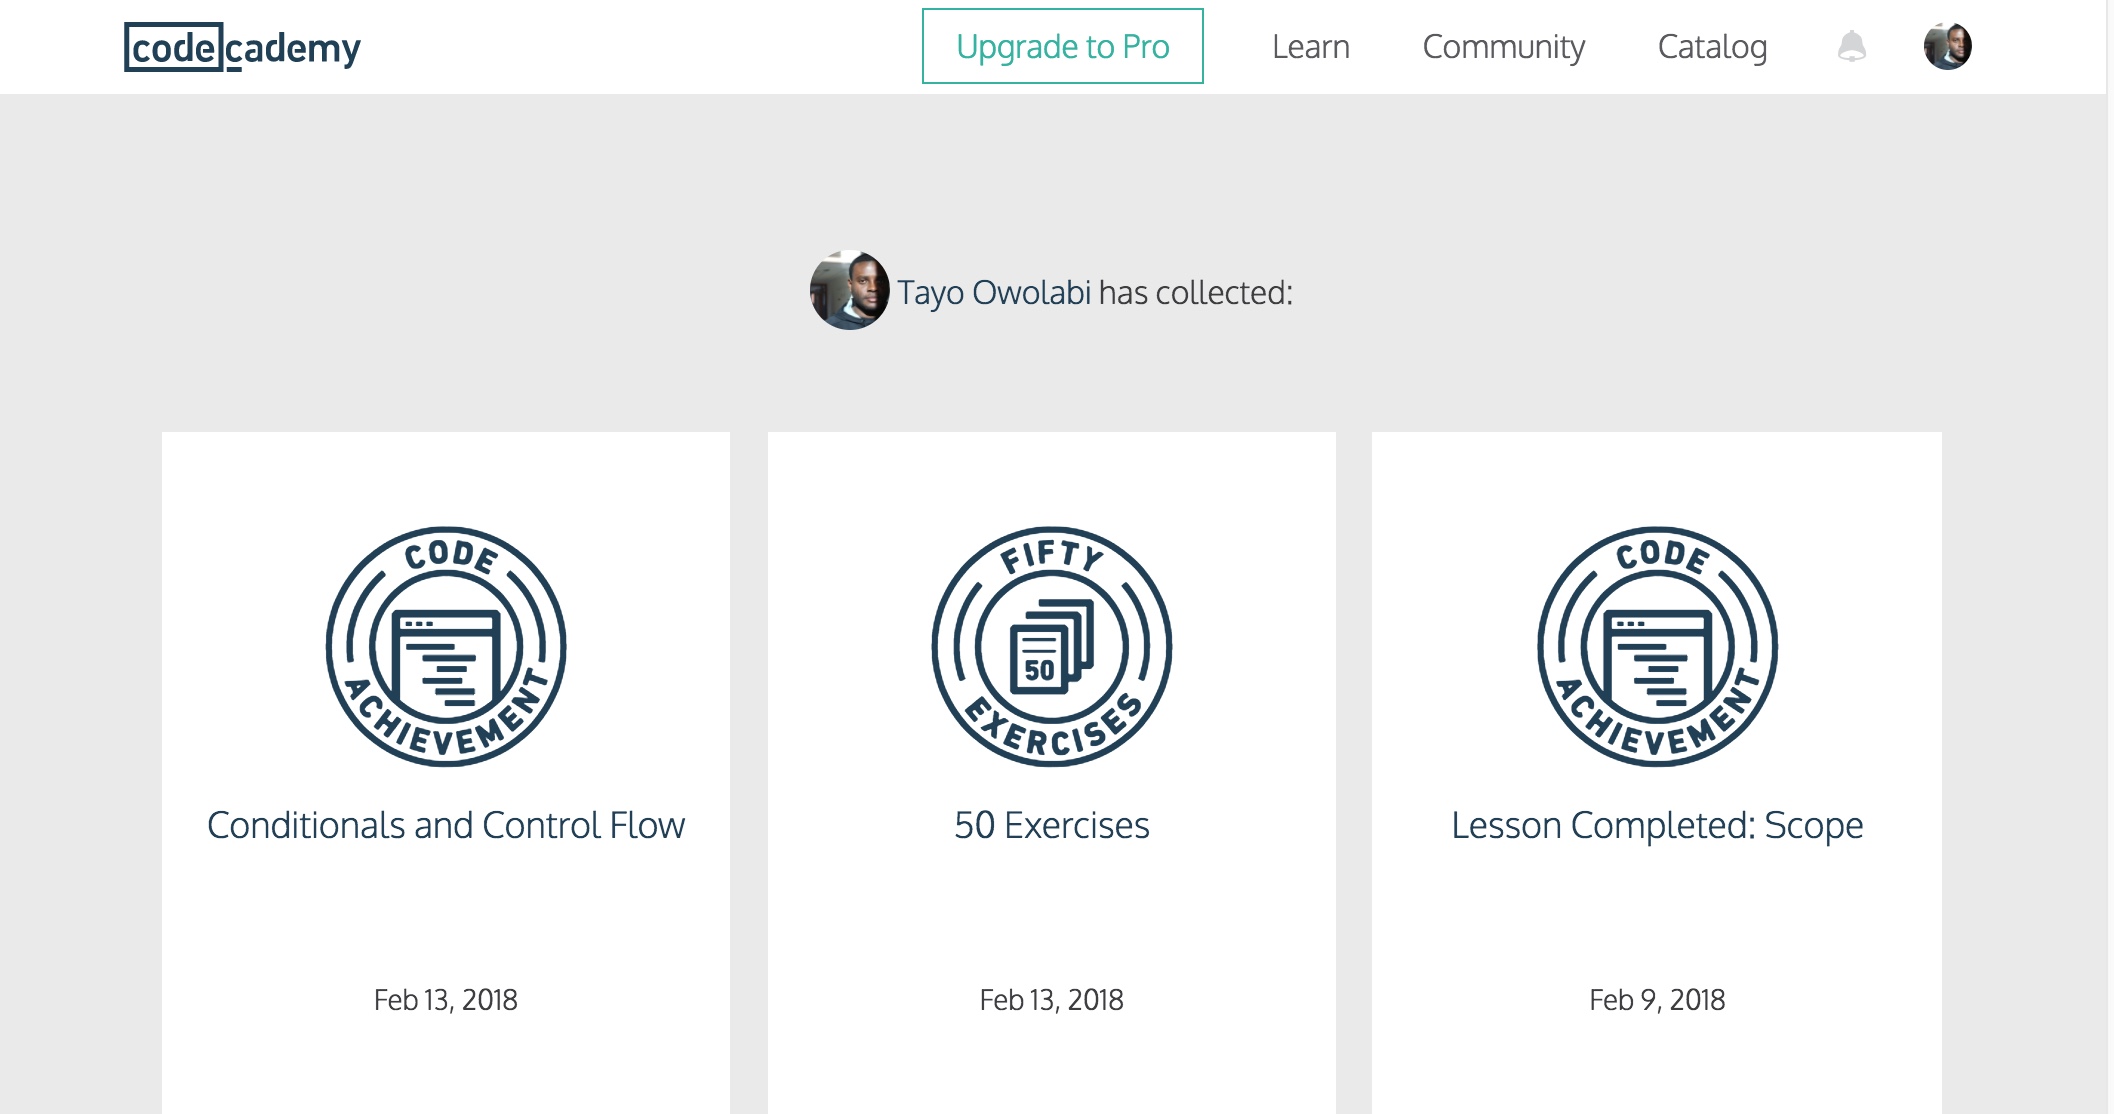 codecademy
Upgrade to Pro
Learn
Community
Catalog
Tayo Owolabi has collected:
CODE
ACHIEVEMENT
Conditionals and Control Flow
Feb 13, 2018
FIFTY
50
EXERCISES
50 Exercises
Feb 13, 2018
CODE
ACHIEVEMENT
Lesson Completed: Scope
Feb 9, 2018